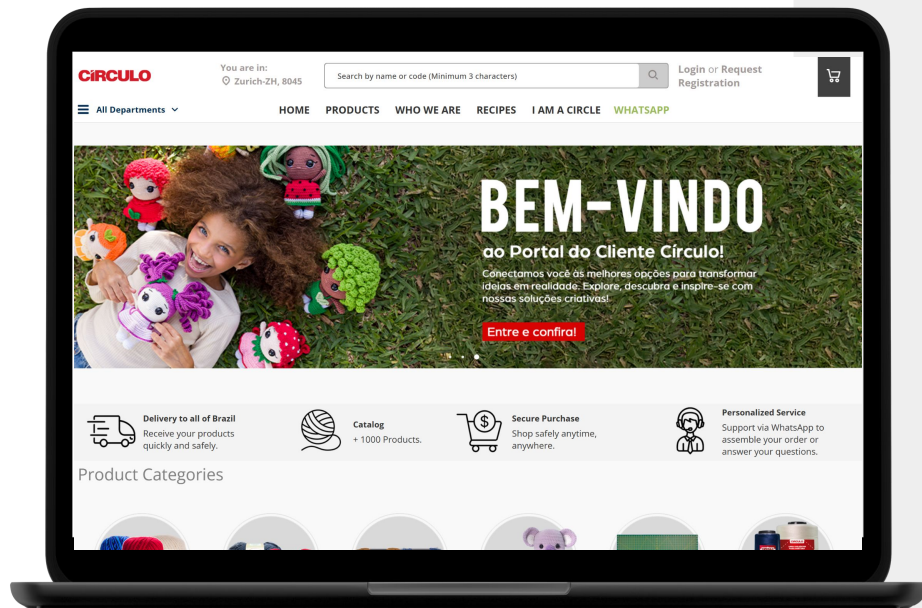 CíRCULO
You are in:
Zurich-ZH, 8045
Search by name or code (Minimum 3 characters)
Login or Request
Registration
All Departments
HOME PRODUCTS WHO WE ARE RECIPES I AM A CIRCLE WHATSAPP
BEM-VINDO
ao Portal do Cliente Círculo!
Conectamos você às melhores opções para transformar
ideias em realidade. Explore, descubra e inspire-se com
nossas soluções criativas!
Entre e confira!
Delivery to all of Brazil
Receive your products
quickly and safely.
Catalog
+ 1000 Products.
Secure Purchase
Shop safely anytime,
anywhere.
Personalized Service
Support via WhatsApp to
assemble your order or
answer your questions.
Product Categories